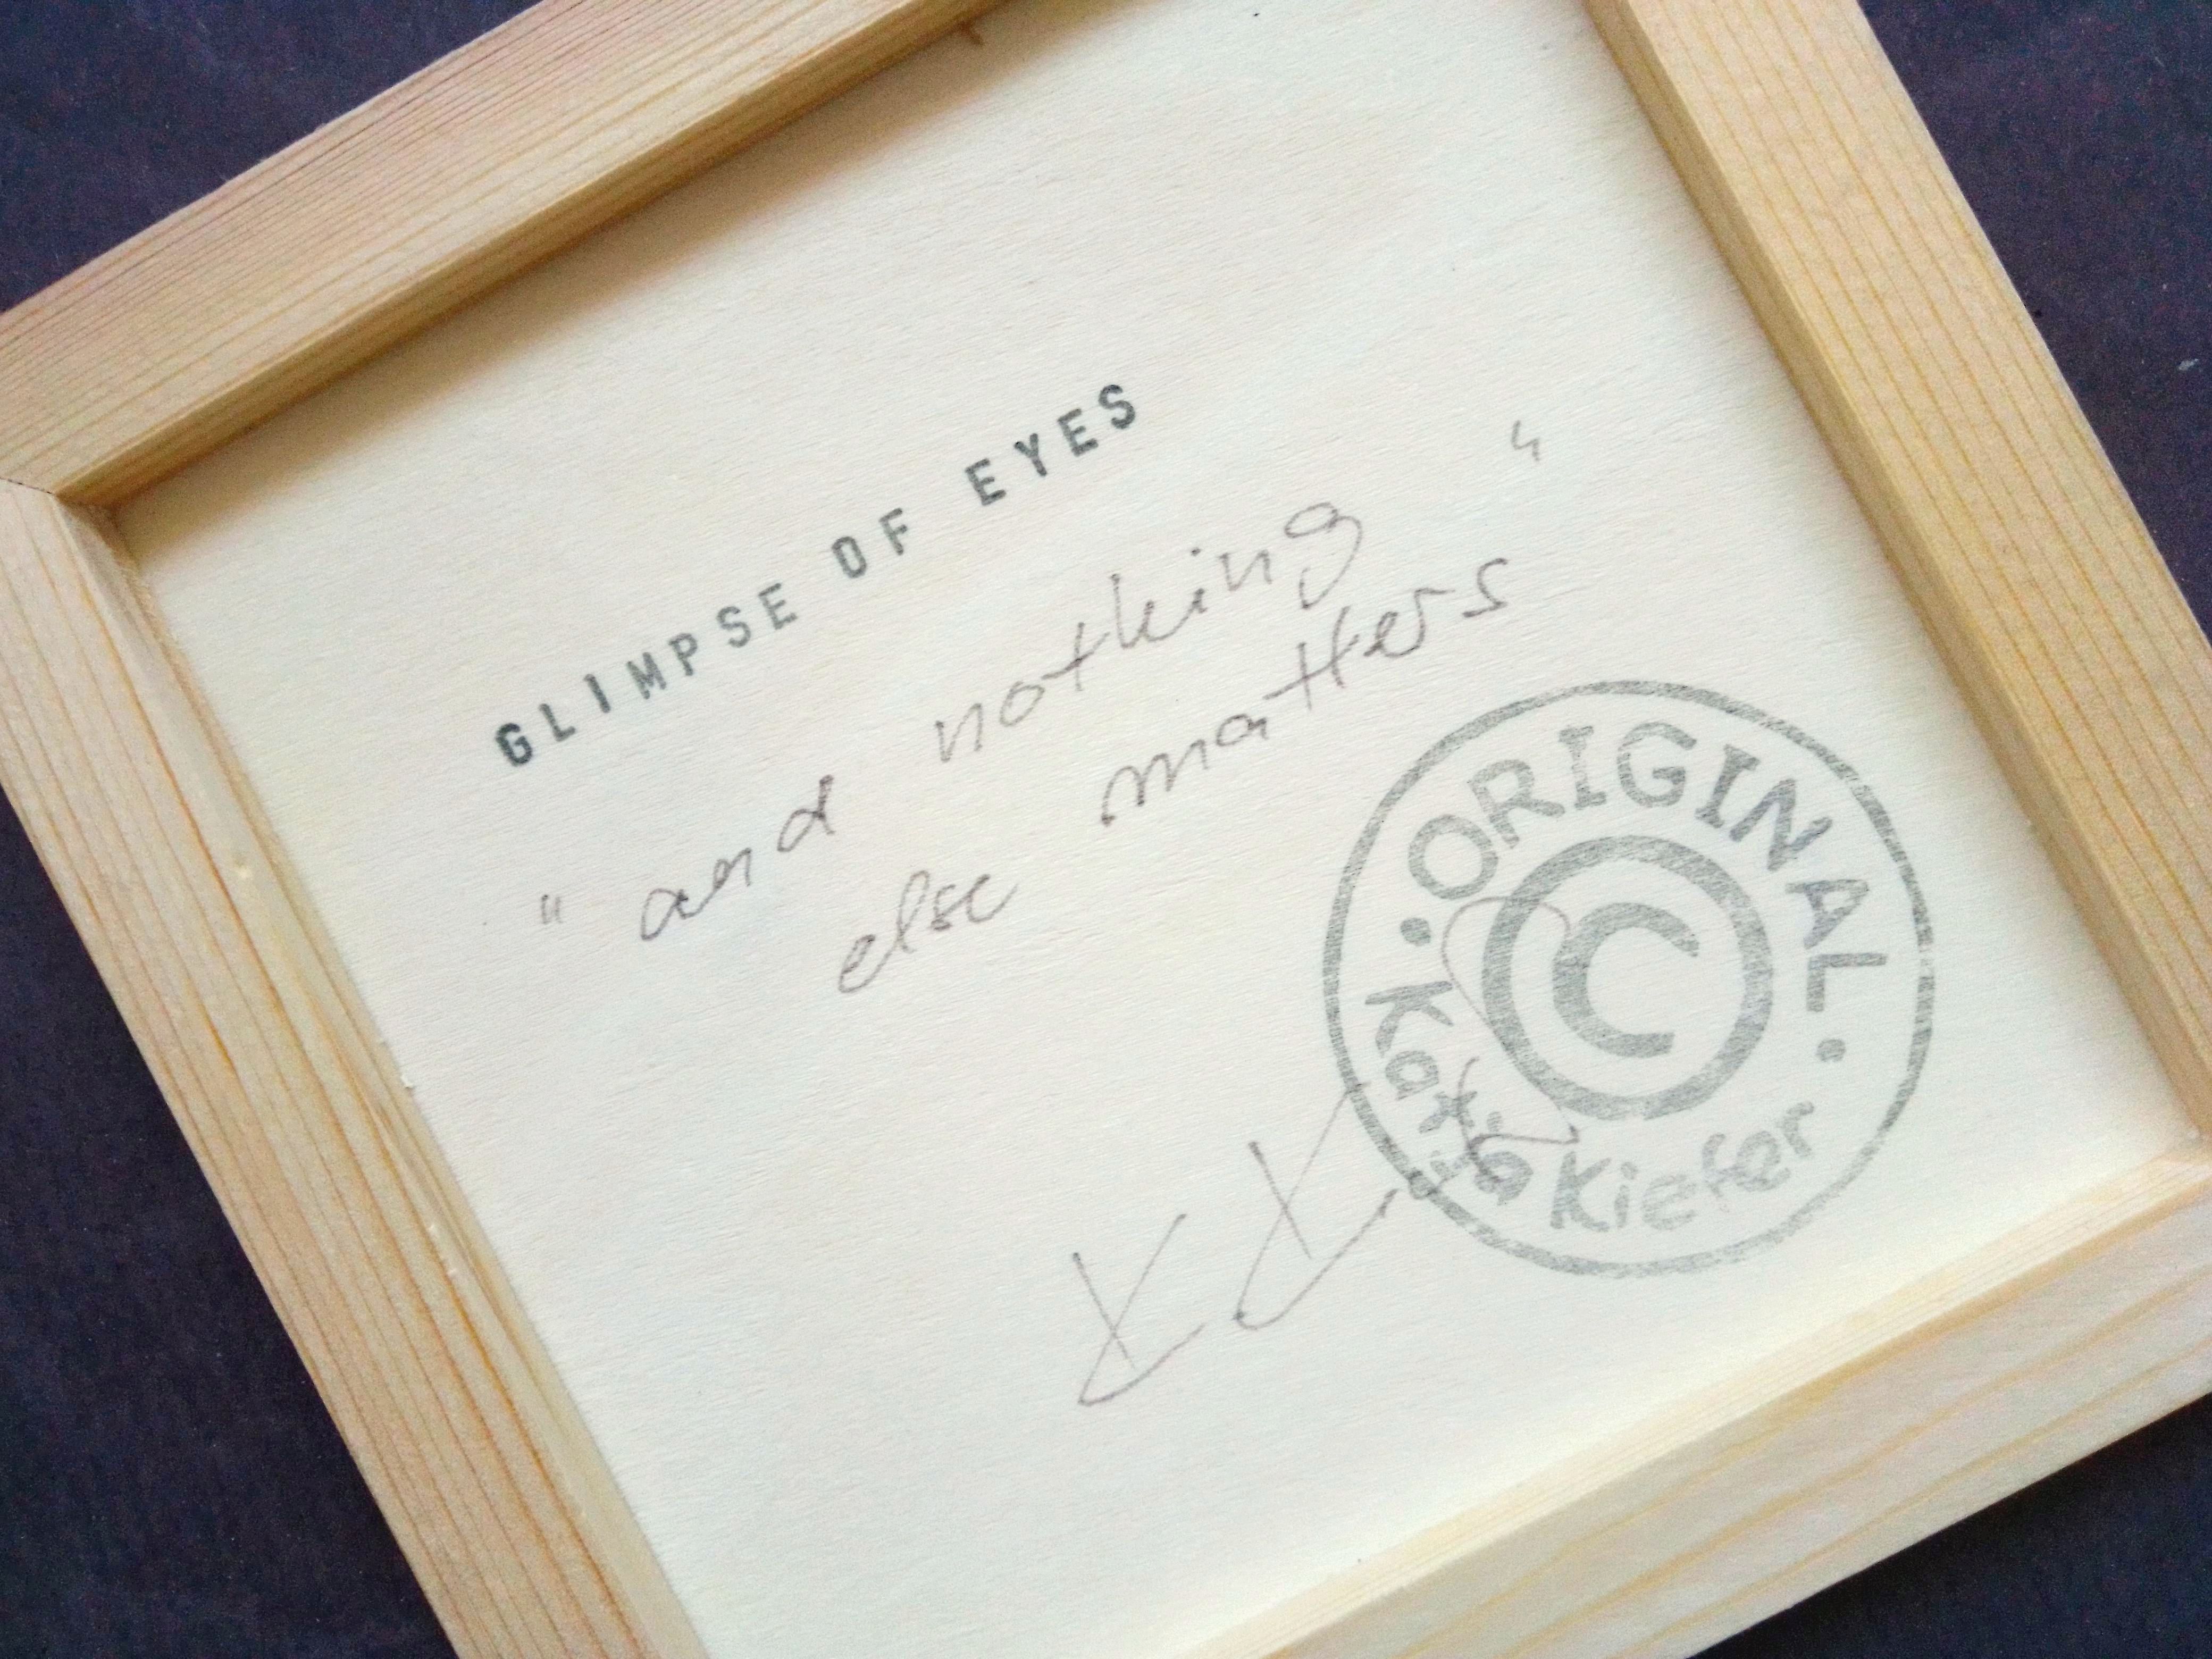 GLIMPSE OF EYES
" and nothing
else matters "
·ORIGINAL·
C
Katja Kiefer